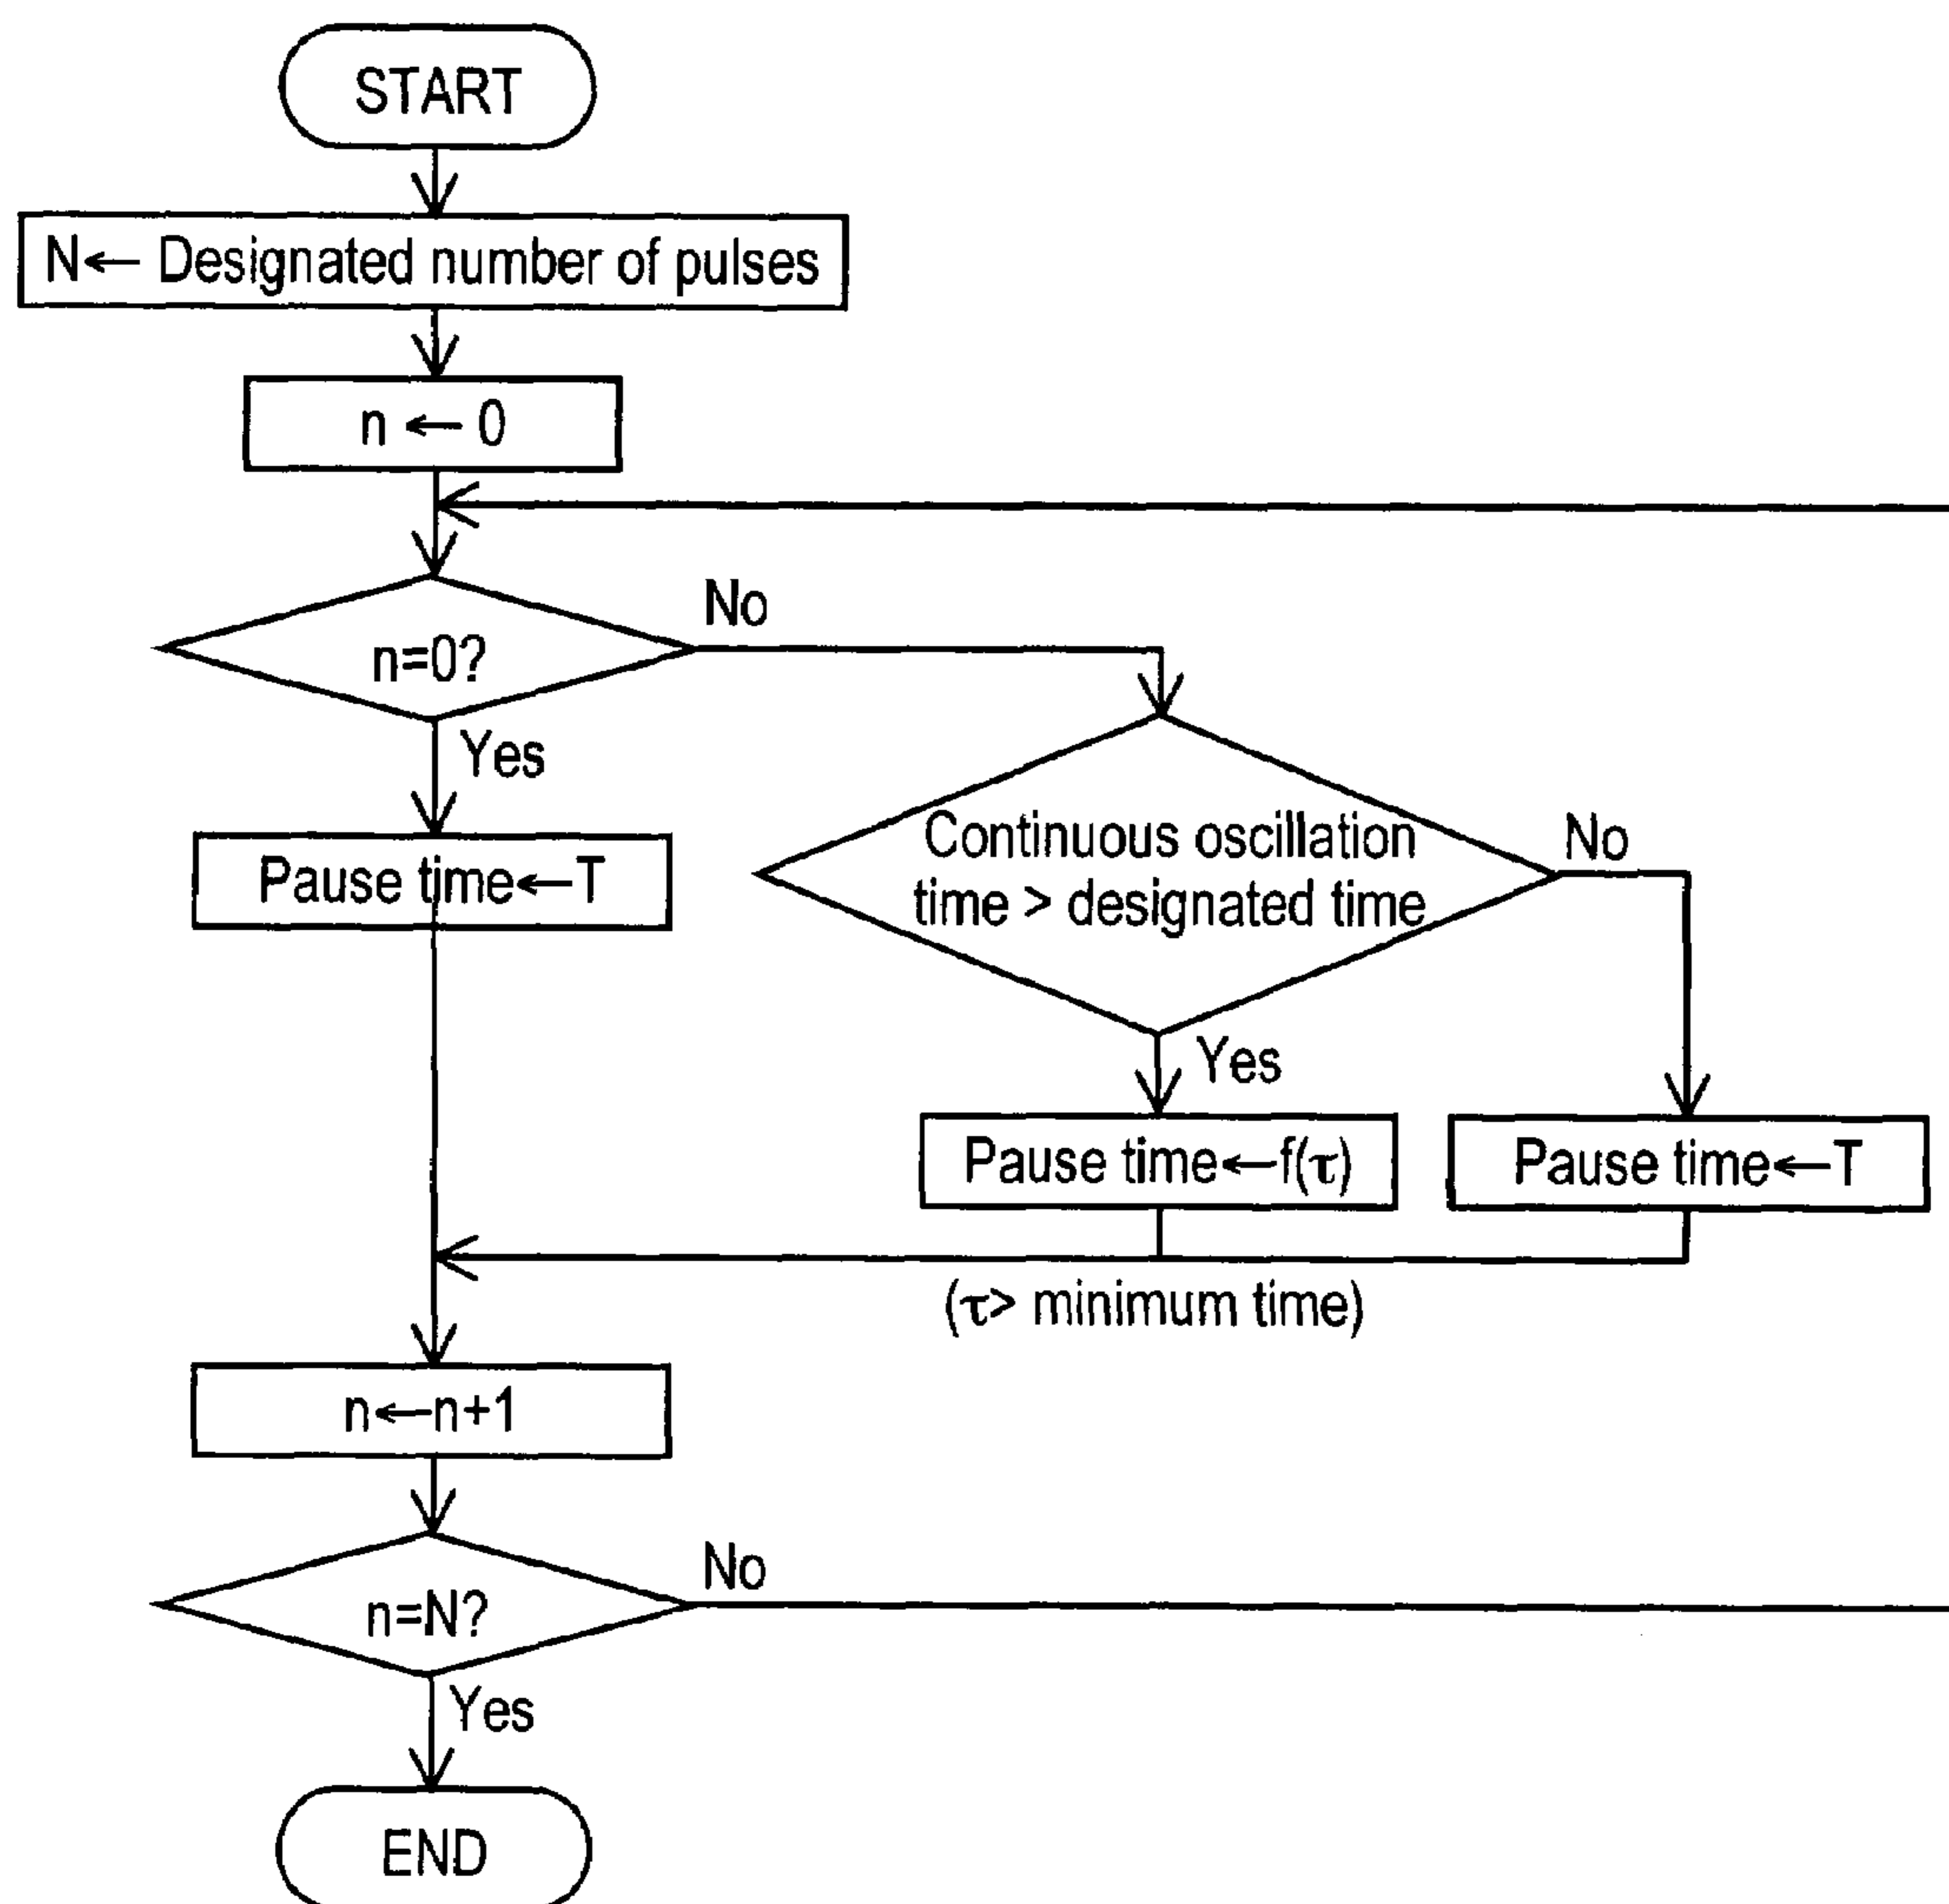 START
N← Designated number of pulses
n ← 0
n=0?
No
Yes
Pause time←T
Continuous oscillation
time > designated time
No
Yes
Pause time←f(τ)
Pause time←T
(τ> minimum time)
n←n+1
n=N?
No
Yes
END